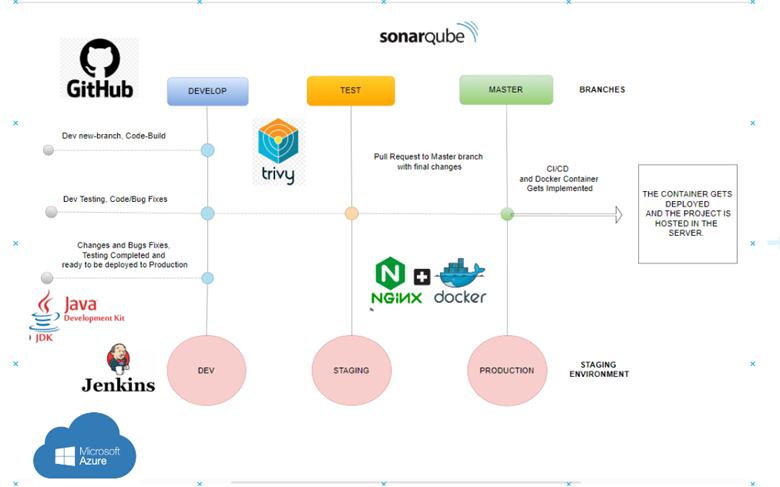 sonarqube
GitHub
DEVELOP
TEST
MASTER
BRANCHES
Dev new-branch, Code-Build
trivy
Pull Request to Master branch
with final changes
CI/CD
and Docker Container
Gets Implemented
THE CONTAINER GETS
DEPLOYED
AND THE PROJECT IS
HOSTED IN THE
SERVER.
Dev Testing, Code/Bug Fixes
Changes and Bugs Fixes,
Testing Completed and
ready to be deployed to Production
NGINX
docker
Java
Development Kit
JDK
Jenkins
DEV
STAGING
PRODUCTION
STAGING
ENVIRONMENT
Microsoft
Azure